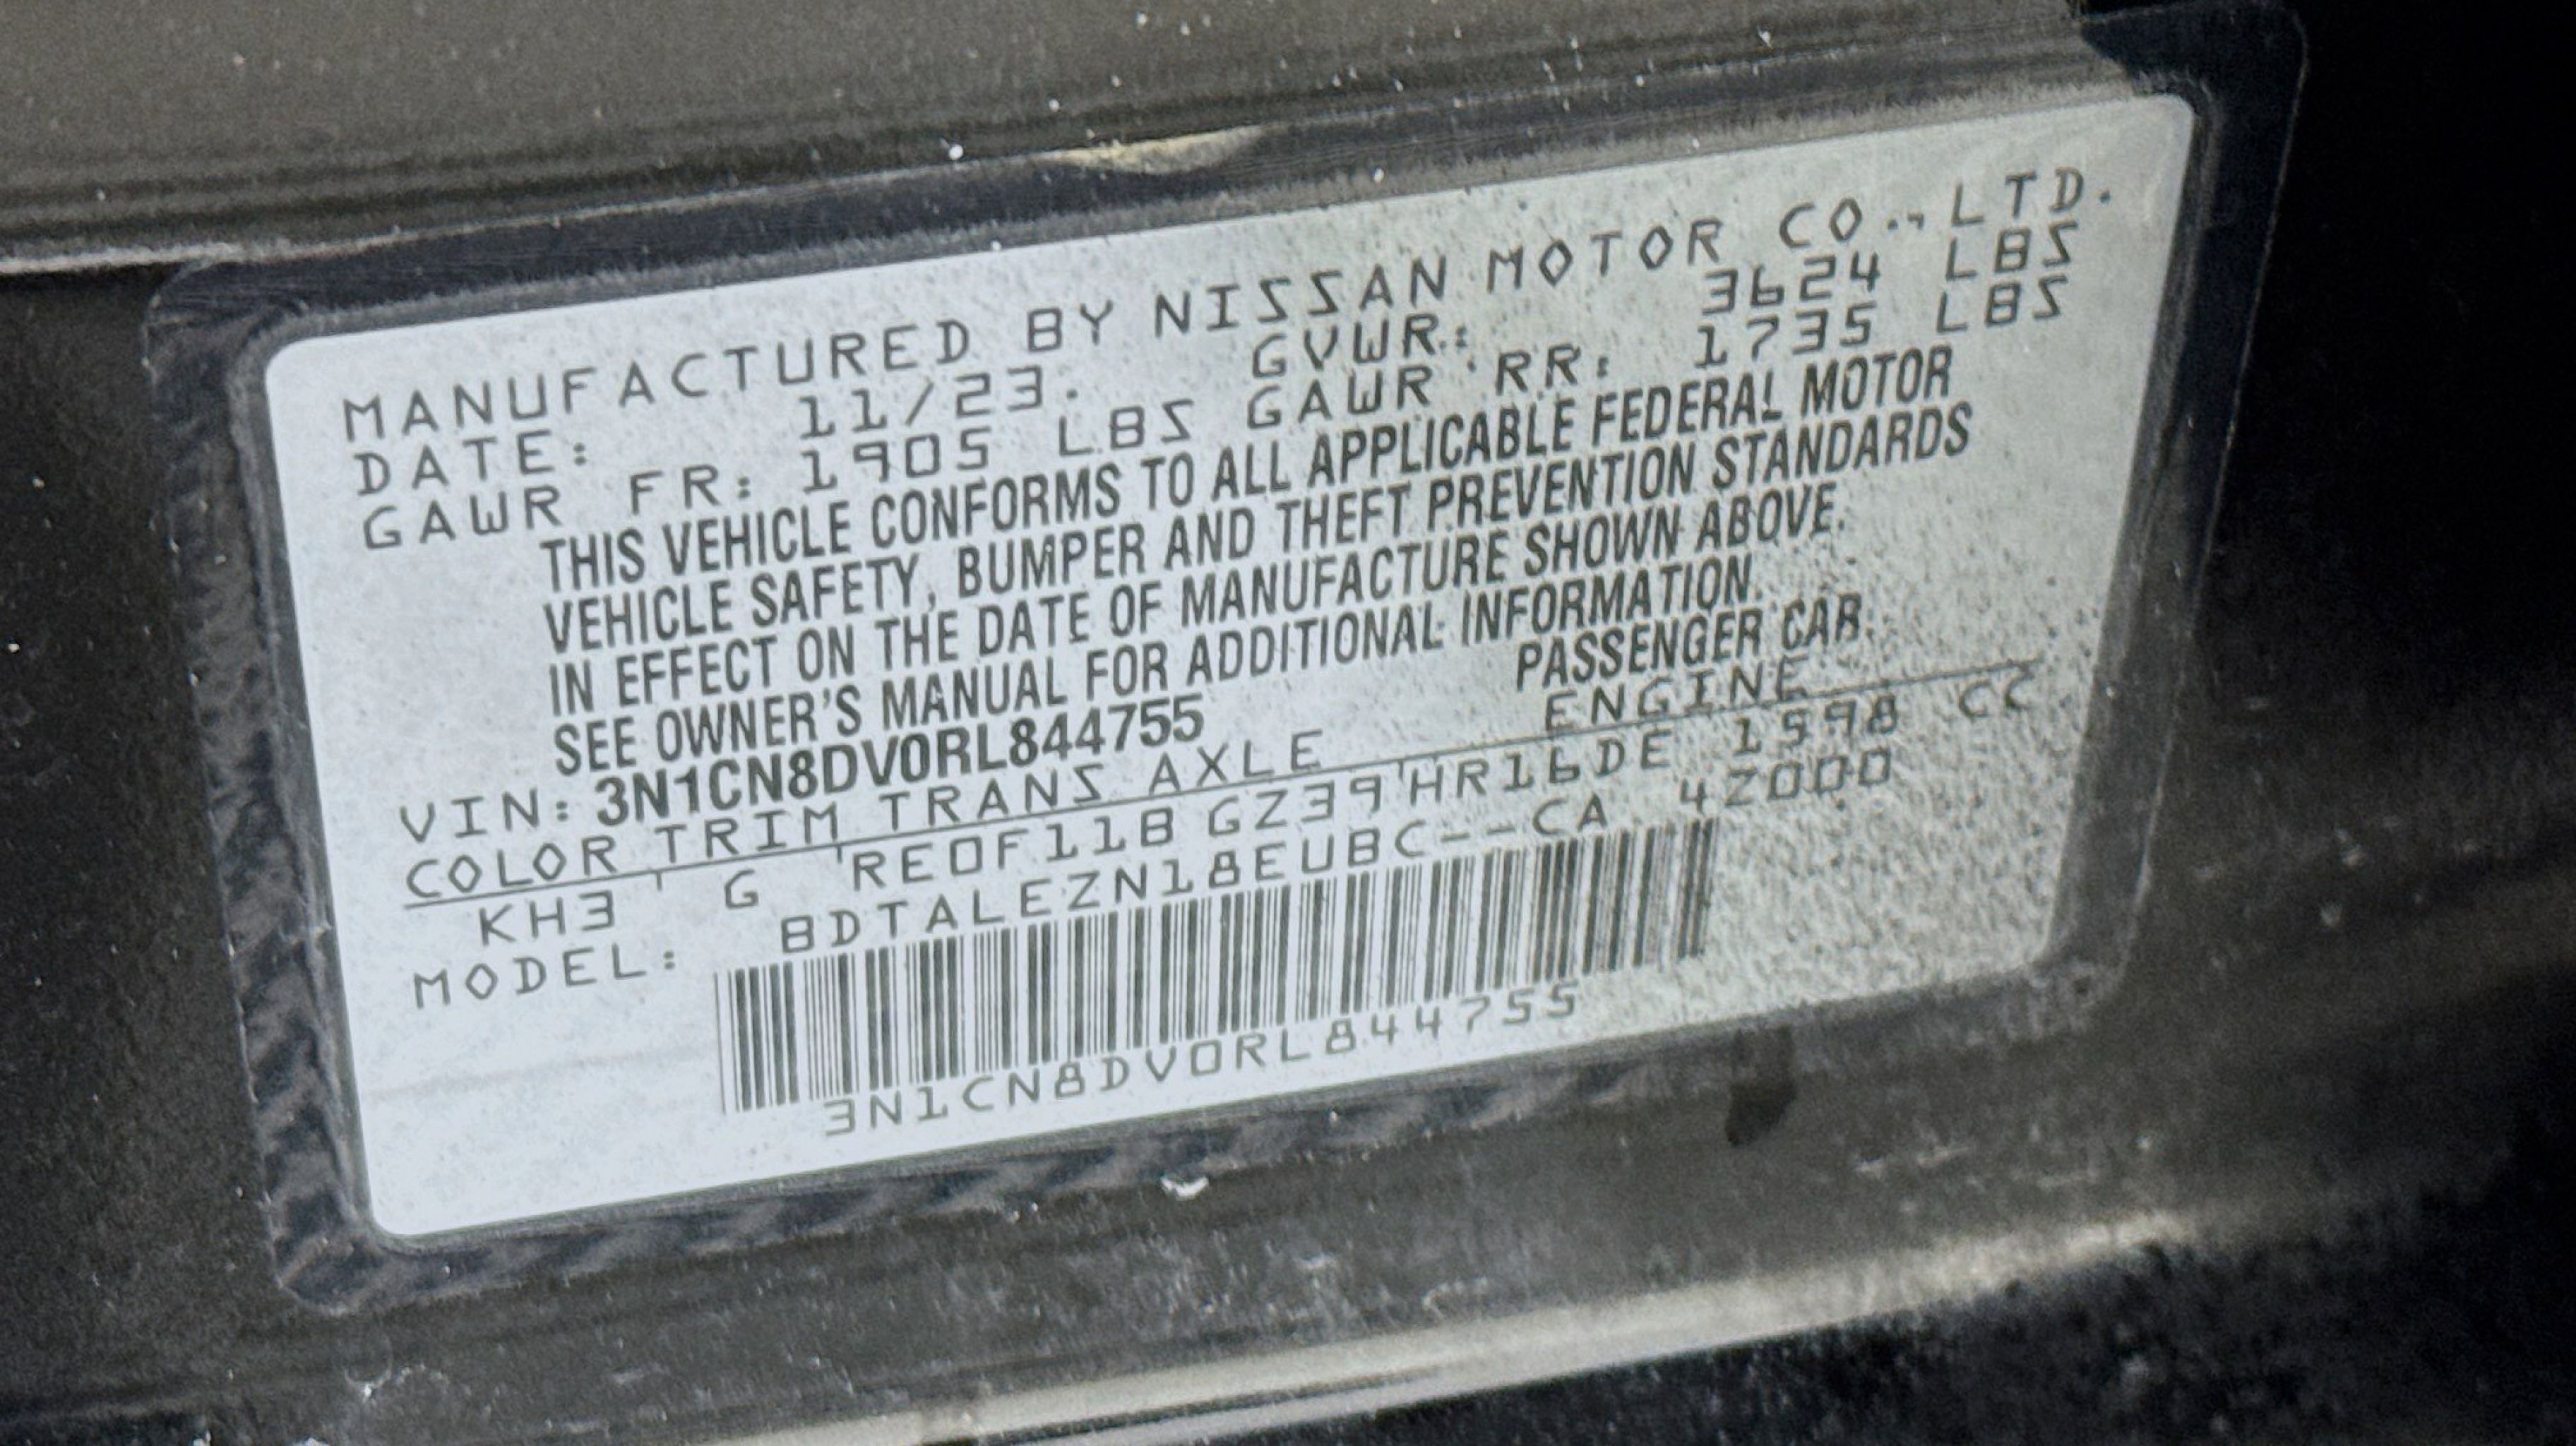 MANUFACTURED BY NISSAN MOTOR CO., LTD.
DATE: 11/23. GVWR: 3624 LBS
GAWR FR: 1905 LBS GAWR RR: 1735 LBS
THIS VEHICLE CONFORMS TO ALL APPLICABLE FEDERAL MOTOR
VEHICLE SAFETY, BUMPER AND THEFT PREVENTION STANDARDS
IN EFFECT ON THE DATE OF MANUFACTURE SHOWN ABOVE.
SEE OWNER'S MANUAL FOR ADDITIONAL INFORMATION.
VIN: 3N1CN8DV0RL844755 PASSENGER CAR
COLOR TRIM TRANS AXLE ENGINE
KH3 G RE0F11B GZ39 HR16DE 1598 CC
MODEL: BDTALEZN18EUBC--CA 4Z000
3N1CN8DV0RL844755